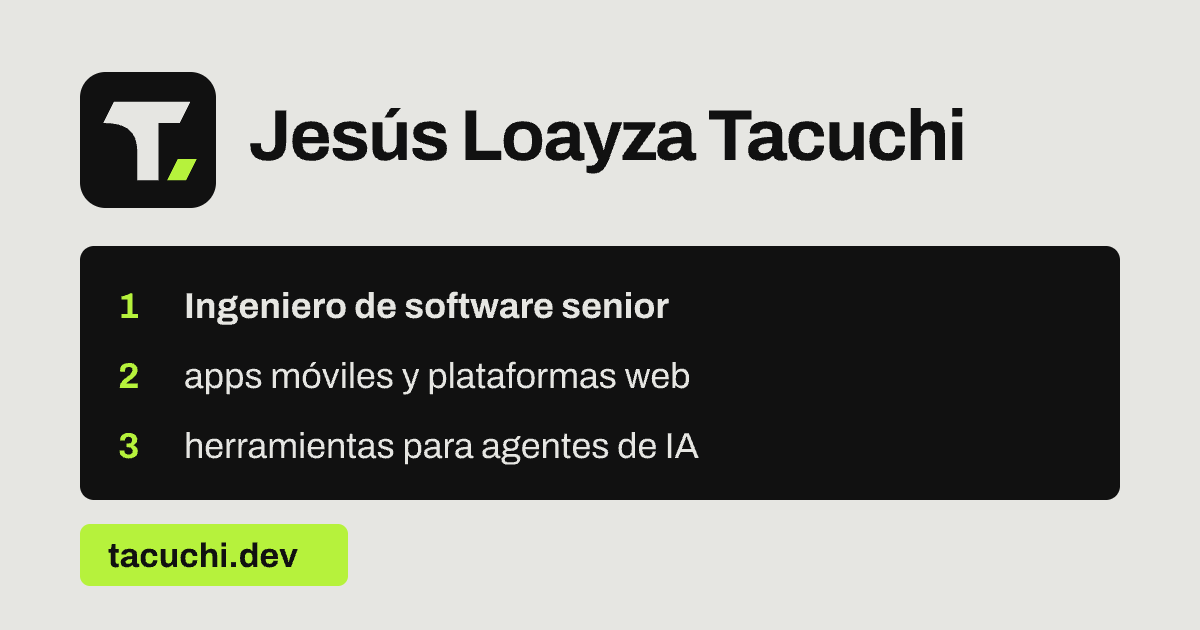 T
Jesús Loayza Tacuchi
1 Ingeniero de software senior
2 apps móviles y plataformas web
3 herramientas para agentes de IA
tacuchi.dev